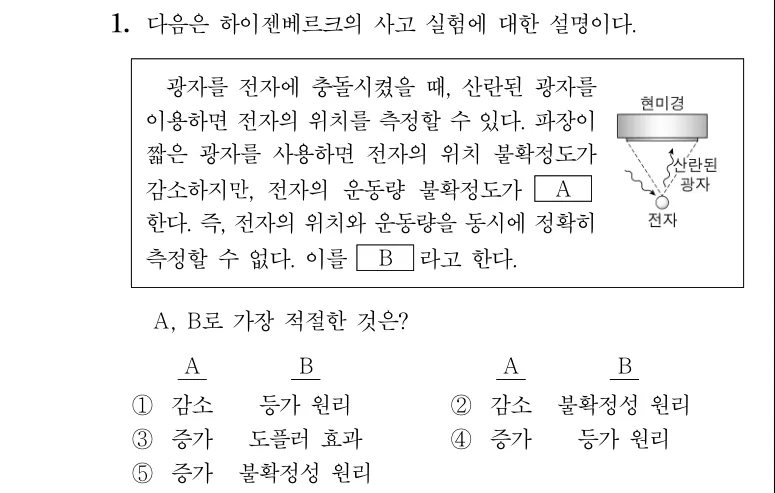 1. 다음은 하이젠베르크의 사고 실험에 대한 설명이다.
광자를 전자에 충돌시켰을 때, 산란된 광자를
이용하면 전자의 위치를 측정할 수 있다. 파장이
짧은 광자를 사용하면 전자의 위치 불확정도가
감소하지만, 전자의 운동량 불확정도가 A
한다. 즉, 전자의 위치와 운동량을 동시에 정확히
측정할 수 없다. 이를 B 라고 한다.
현미경
산란된
광자
전자
A, B로 가장 적절한 것은?
A B A B
① 감소 등가 원리 ② 감소 불확정성 원리
③ 증가 도플러 효과 ④ 증가 등가 원리
⑤ 증가 불확정성 원리